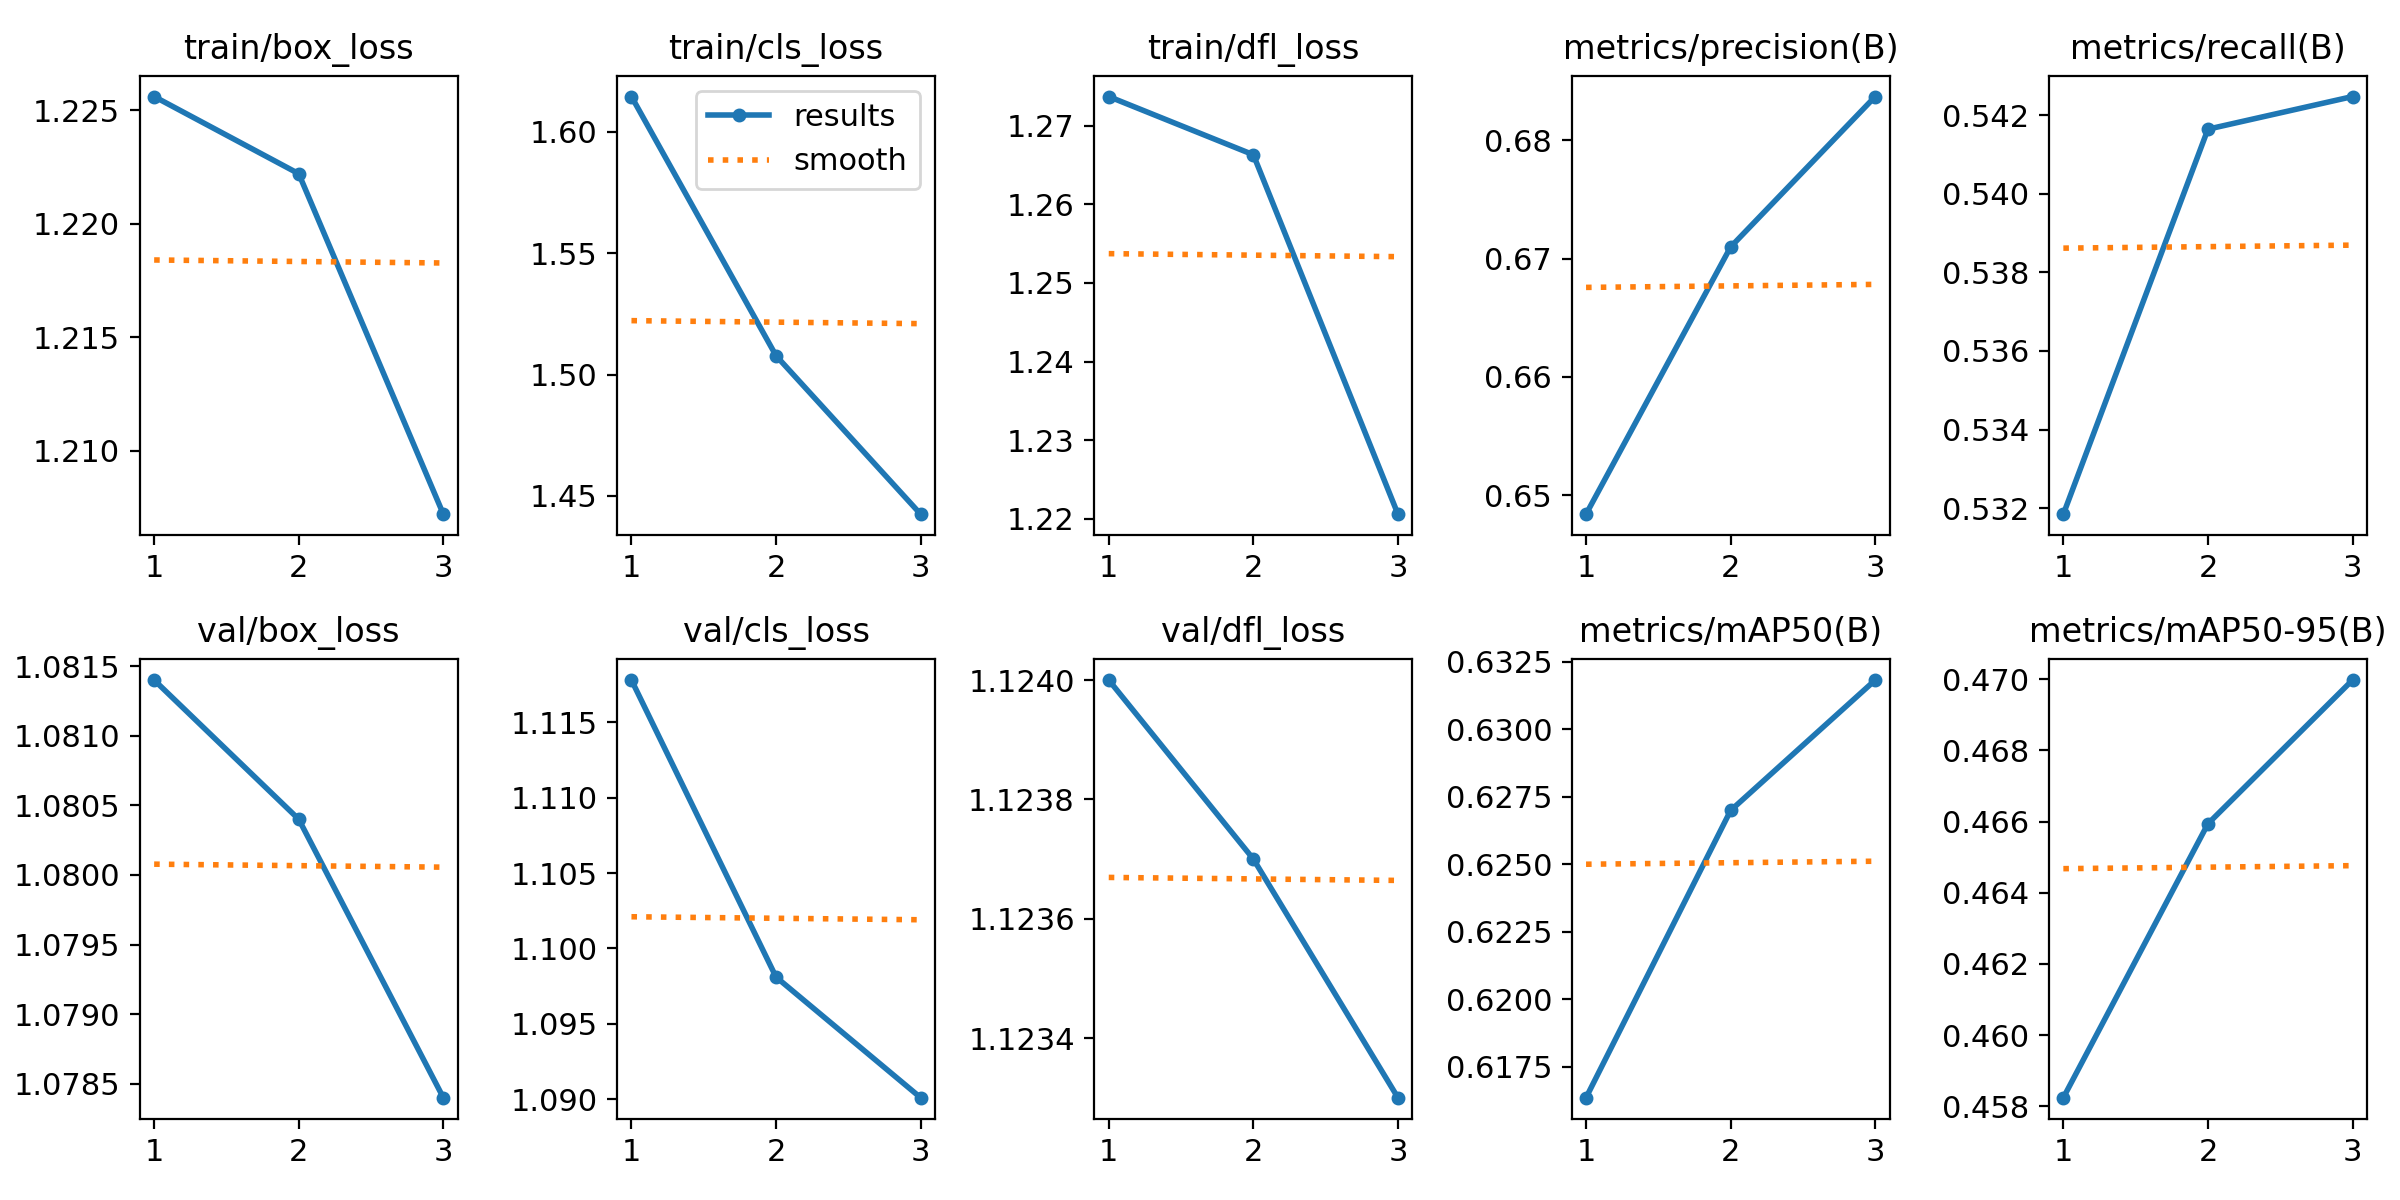 train/box_loss
1.225
1.220
1.215
1.210
1 2 3
train/cls_loss
results
smooth
1.60
1.55
1.50
1.45
1 2 3
train/dfl_loss
1.27
1.26
1.25
1.24
1.23
1.22
1 2 3
metrics/precision(B)
0.68
0.67
0.66
0.65
1 2 3
metrics/recall(B)
0.542
0.540
0.538
0.536
0.534
0.532
1 2 3
val/box_loss
1.0815
1.0810
1.0805
1.0800
1.0795
1.0790
1.0785
1 2 3
val/cls_loss
1.115
1.110
1.105
1.100
1.095
1.090
1 2 3
val/dfl_loss
1.1240
1.1238
1.1236
1.1234
1 2 3
metrics/mAP50(B)
0.6325
0.6300
0.6275
0.6250
0.6225
0.6200
0.6175
1 2 3
metrics/mAP50-95(B)
0.470
0.468
0.466
0.464
0.462
0.460
0.458
1 2 3